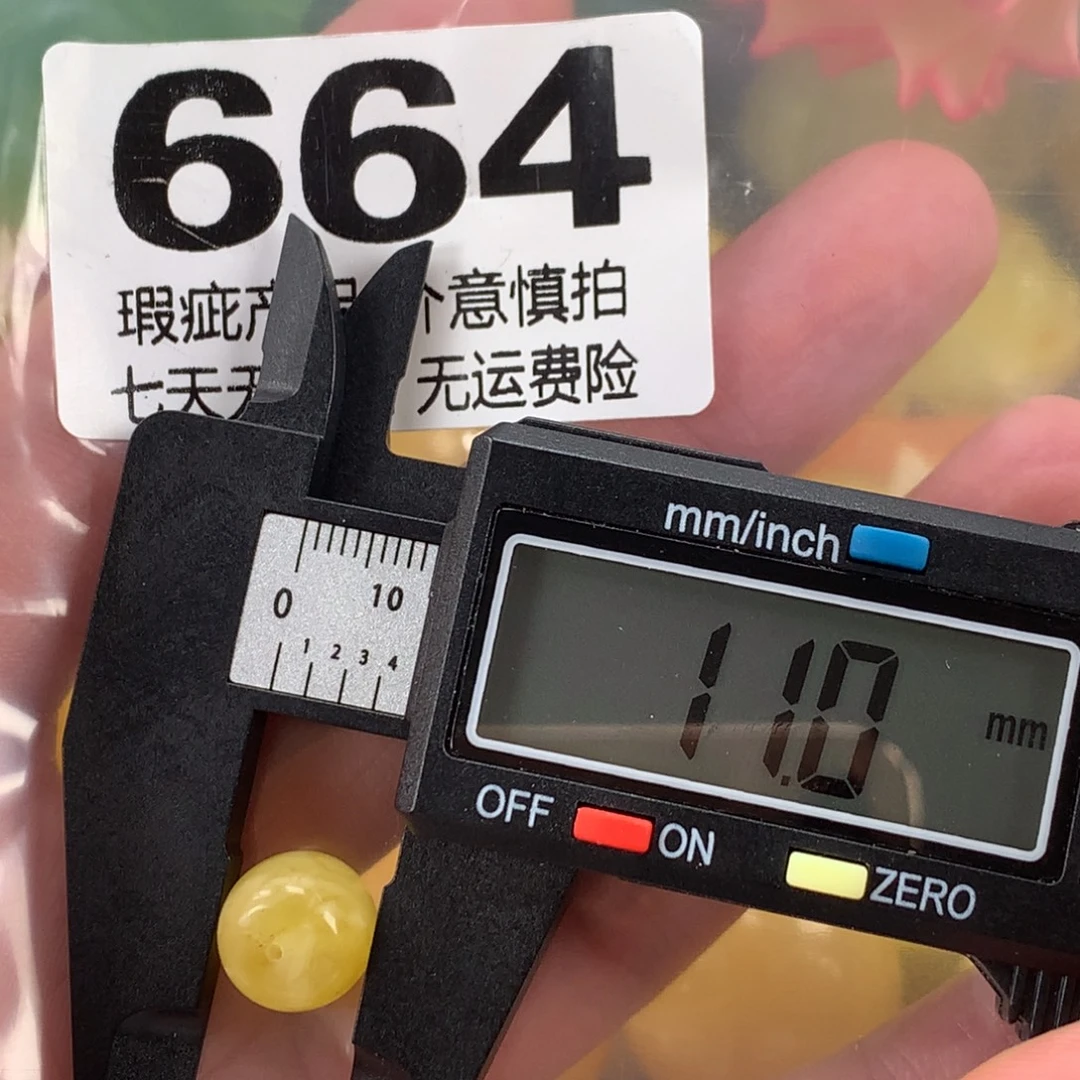 664
瑕疵产 意慎拍
七天无 无运费险
mm/inch
0 10
1 2 3 4
11.0 mm
OFF ON ZERO